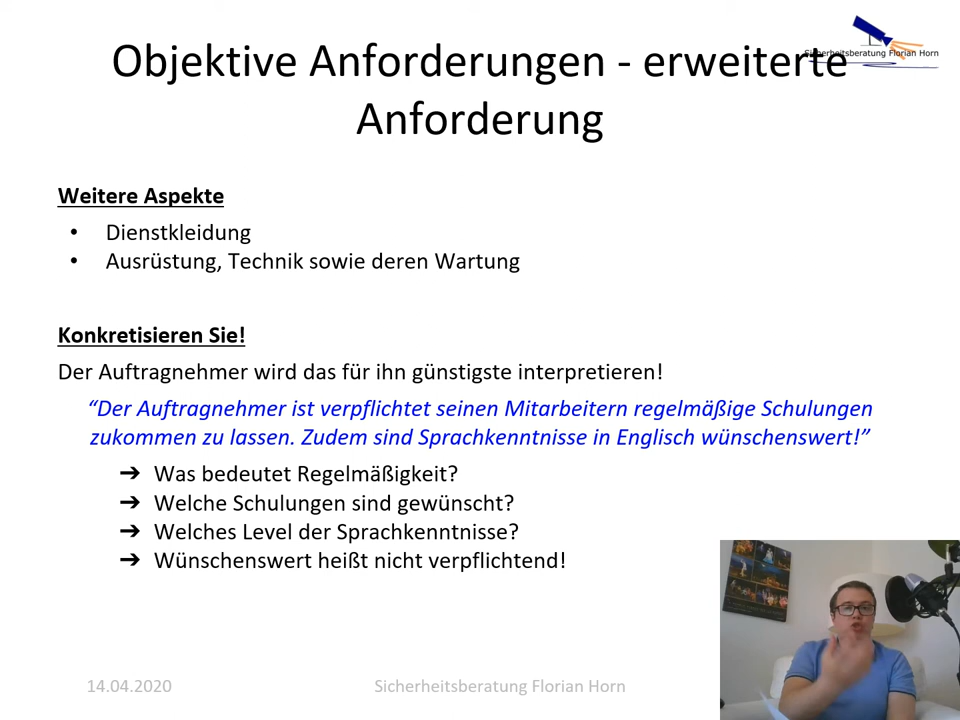 Sicherheitsberatung Florian Horn
Objektive Anforderungen - erweiterte
Anforderung
Weitere Aspekte
• Dienstkleidung
• Ausrüstung, Technik sowie deren Wartung
Konkretisieren Sie!
Der Auftragnehmer wird das für ihn günstigste interpretieren!
“Der Auftragnehmer ist verpflichtet seinen Mitarbeitern regelmäßige Schulungen
zukommen zu lassen. Zudem sind Sprachkenntnisse in Englisch wünschenswert!”
➔ Was bedeutet Regelmäßigkeit?
➔ Welche Schulungen sind gewünscht?
➔ Welches Level der Sprachkenntnisse?
➔ Wünschenswert heißt nicht verpflichtend!
14.04.2020
Sicherheitsberatung Florian Horn